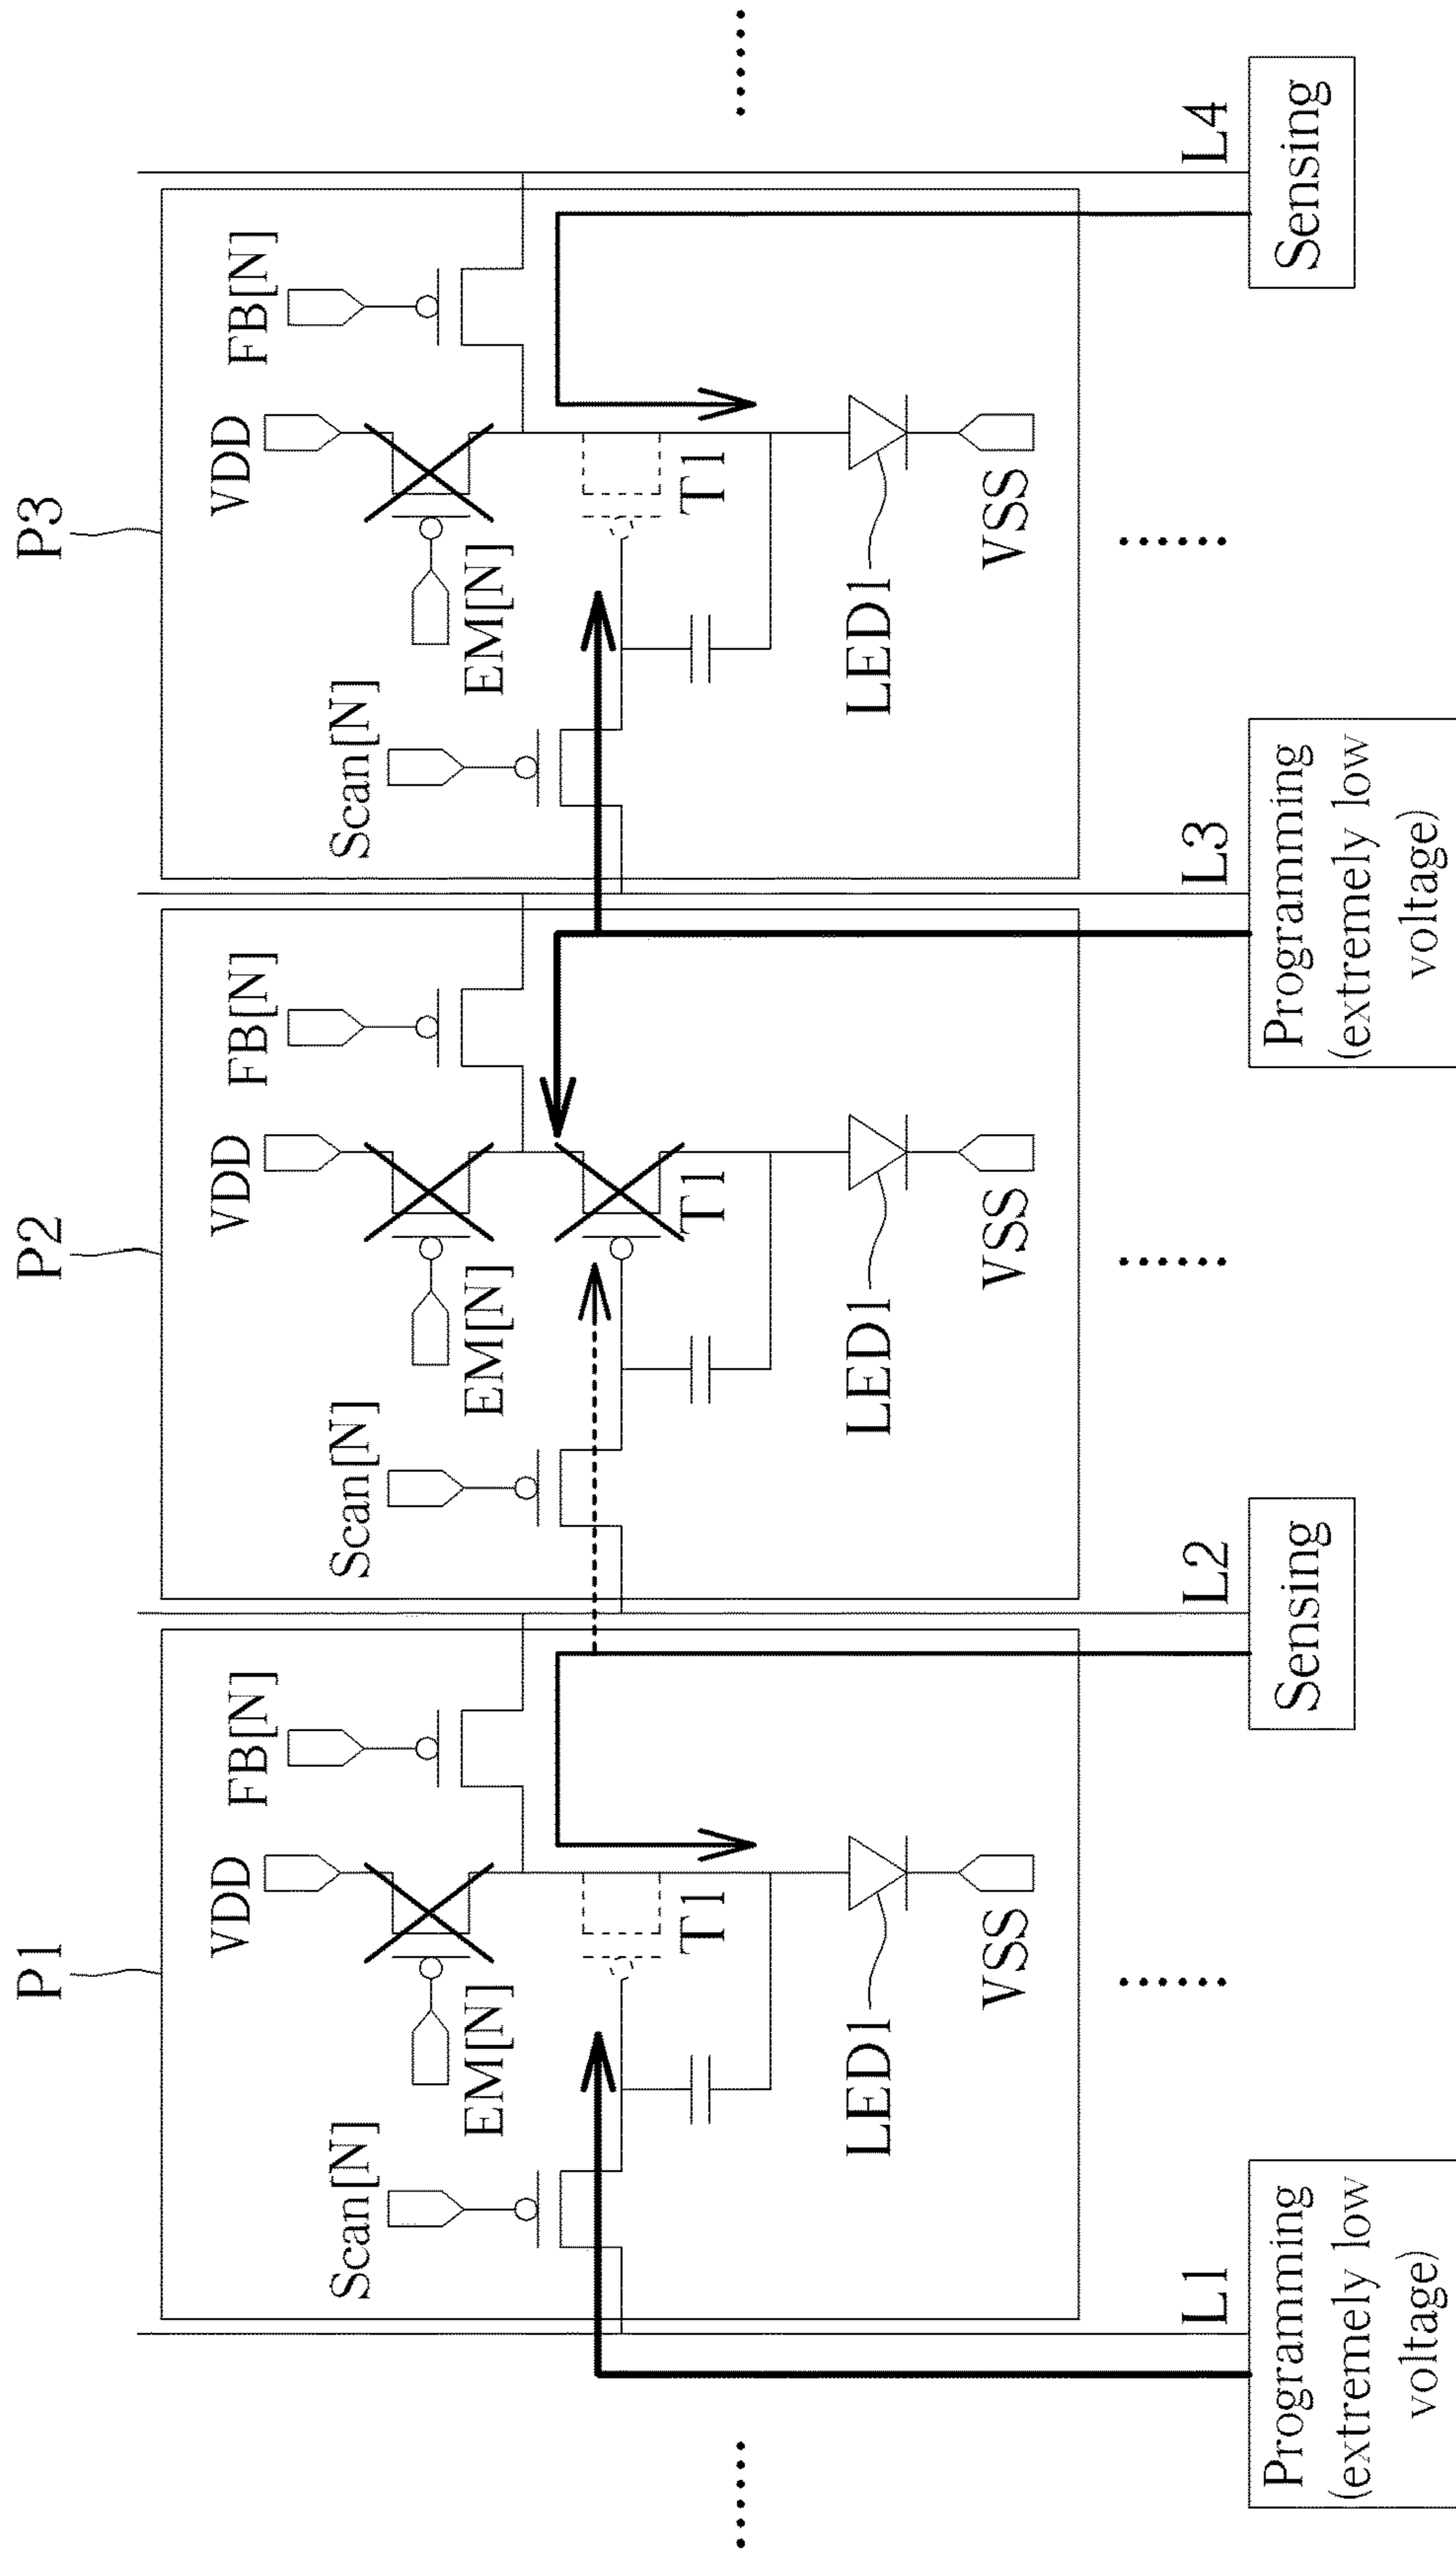 P1
P2
P3
VDD
FB[N]
EM[N]
Scan[N]
T1
LED1
VSS
VDD
FB[N]
EM[N]
Scan[N]
T1
LED1
VSS
VDD
FB[N]
EM[N]
Scan[N]
T1
LED1
VSS
L1
L2
L3
L4
Programming
(extremely low
voltage)
Sensing
Programming
(extremely low
voltage)
Sensing